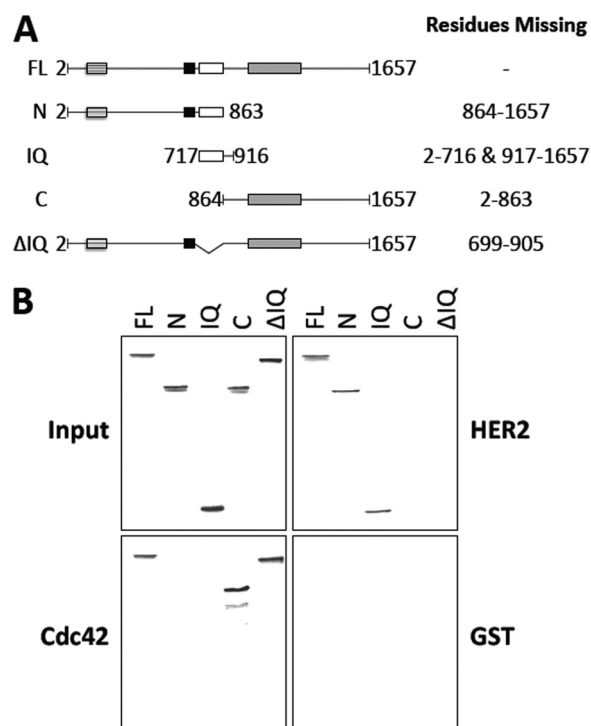 A
Residues Missing
FL 2 1657 -
N 2 863 864-1657
IQ 717 916 2-716 & 917-1657
C 864 1657 2-863
ΔIQ 2 1657 699-905
B
FL N IQ C ΔIQ FL N IQ C ΔIQ
Input HER2
Cdc42 GST